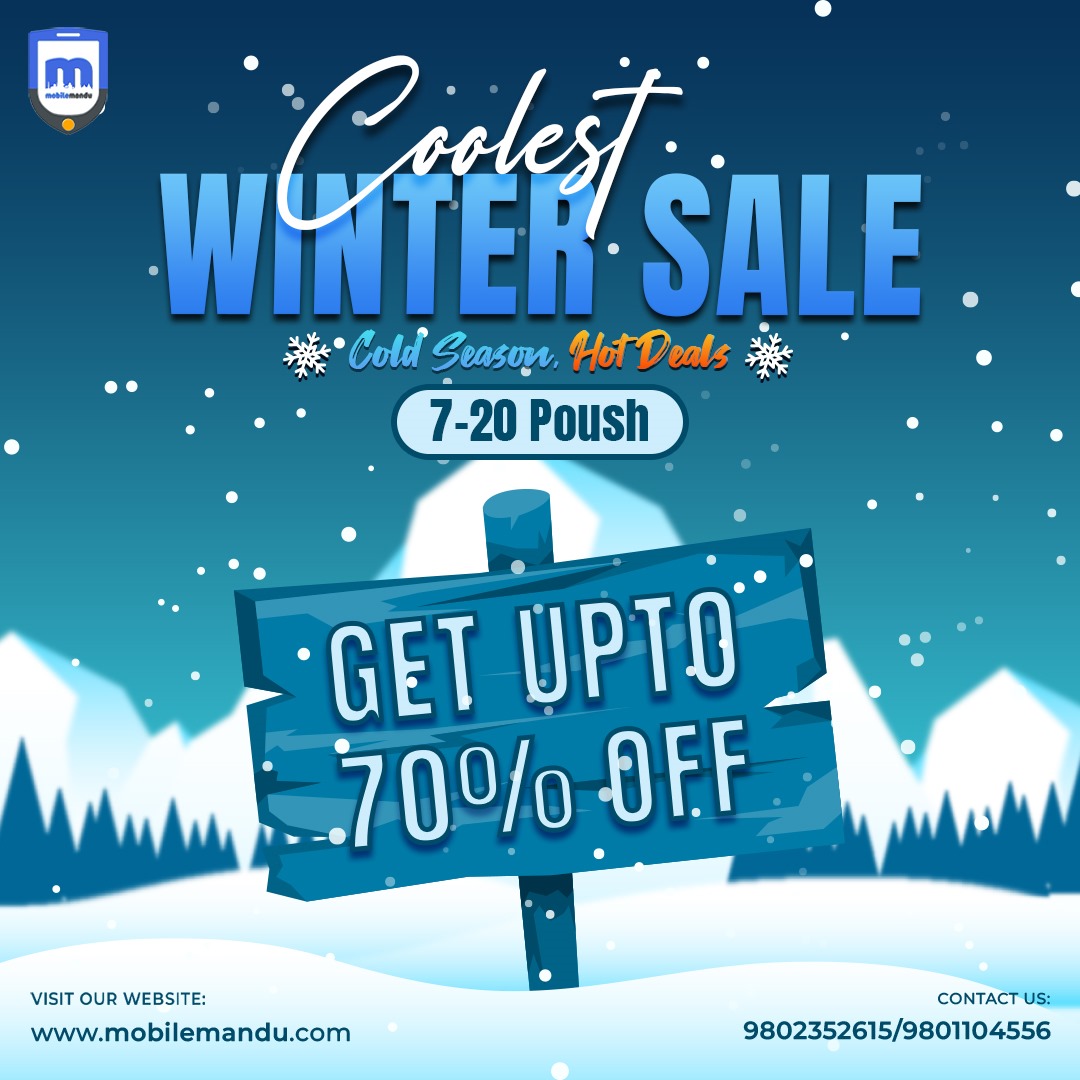 m
mobilemandu
Coolest
WINTER SALE
Cold Season, Hot Deals
7-20 Poush
GET UPTO
70% OFF
VISIT OUR WEBSITE:
www.mobilemandu.com
CONTACT US:
9802352615/9801104556